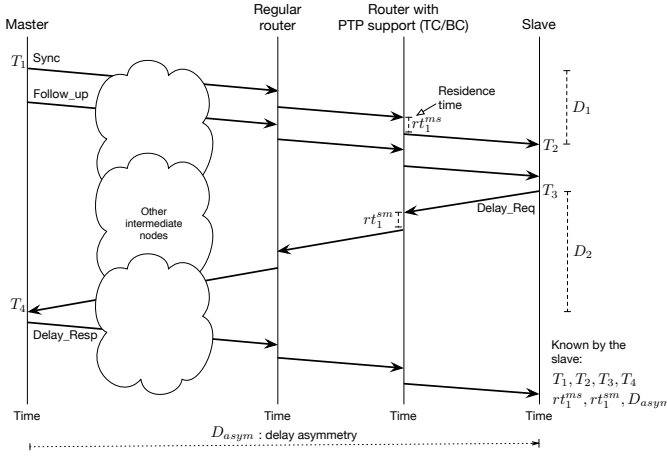 Master
Regular
router
Router with
PTP support (TC/BC)
Slave
T₁
Sync
Follow_up
Residence
time
rt₁ᵐˢ
D₁
T₂
T₃
Delay_Req
rt₁ˢᵐ
Other
intermediate
nodes
D₂
T₄
Delay_Resp
Known by the
slave:
T₁, T₂, T₃, T₄
rt₁ᵐˢ, rt₁ˢᵐ, D_asym
Time
Time
Time
Time
D_asym : delay asymmetry